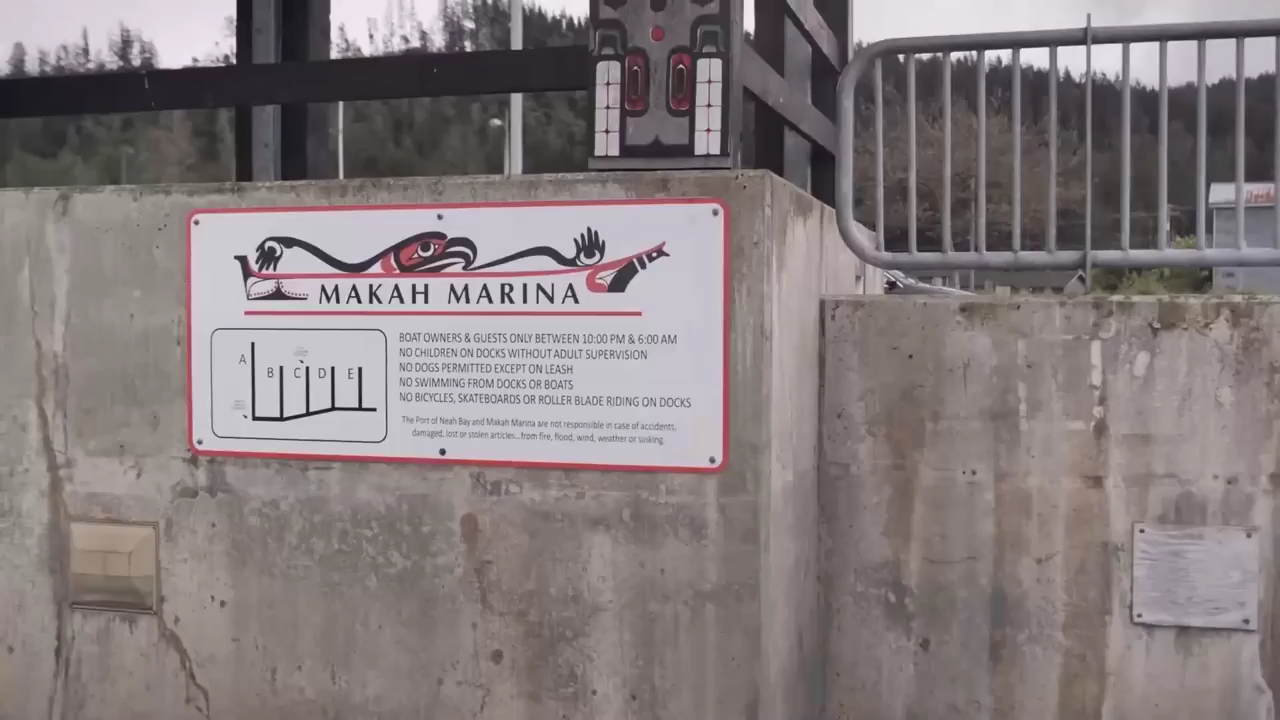 MAKAH MARINA
A
B
C
D
E
BOAT OWNERS & GUESTS ONLY BETWEEN 10:00 PM & 6:00 AM
NO CHILDREN ON DOCKS WITHOUT ADULT SUPERVISION
NO DOGS PERMITTED EXCEPT ON LEASH
NO SWIMMING FROM DOCKS OR BOATS
NO BICYCLES, SKATEBOARDS OR ROLLER BLADE RIDING ON DOCKS
The Port of Neah Bay and Makah Marina are not responsible in case of accidents,
damaged, lost or stolen articles...from fire, flood, wind, weather or sinking.